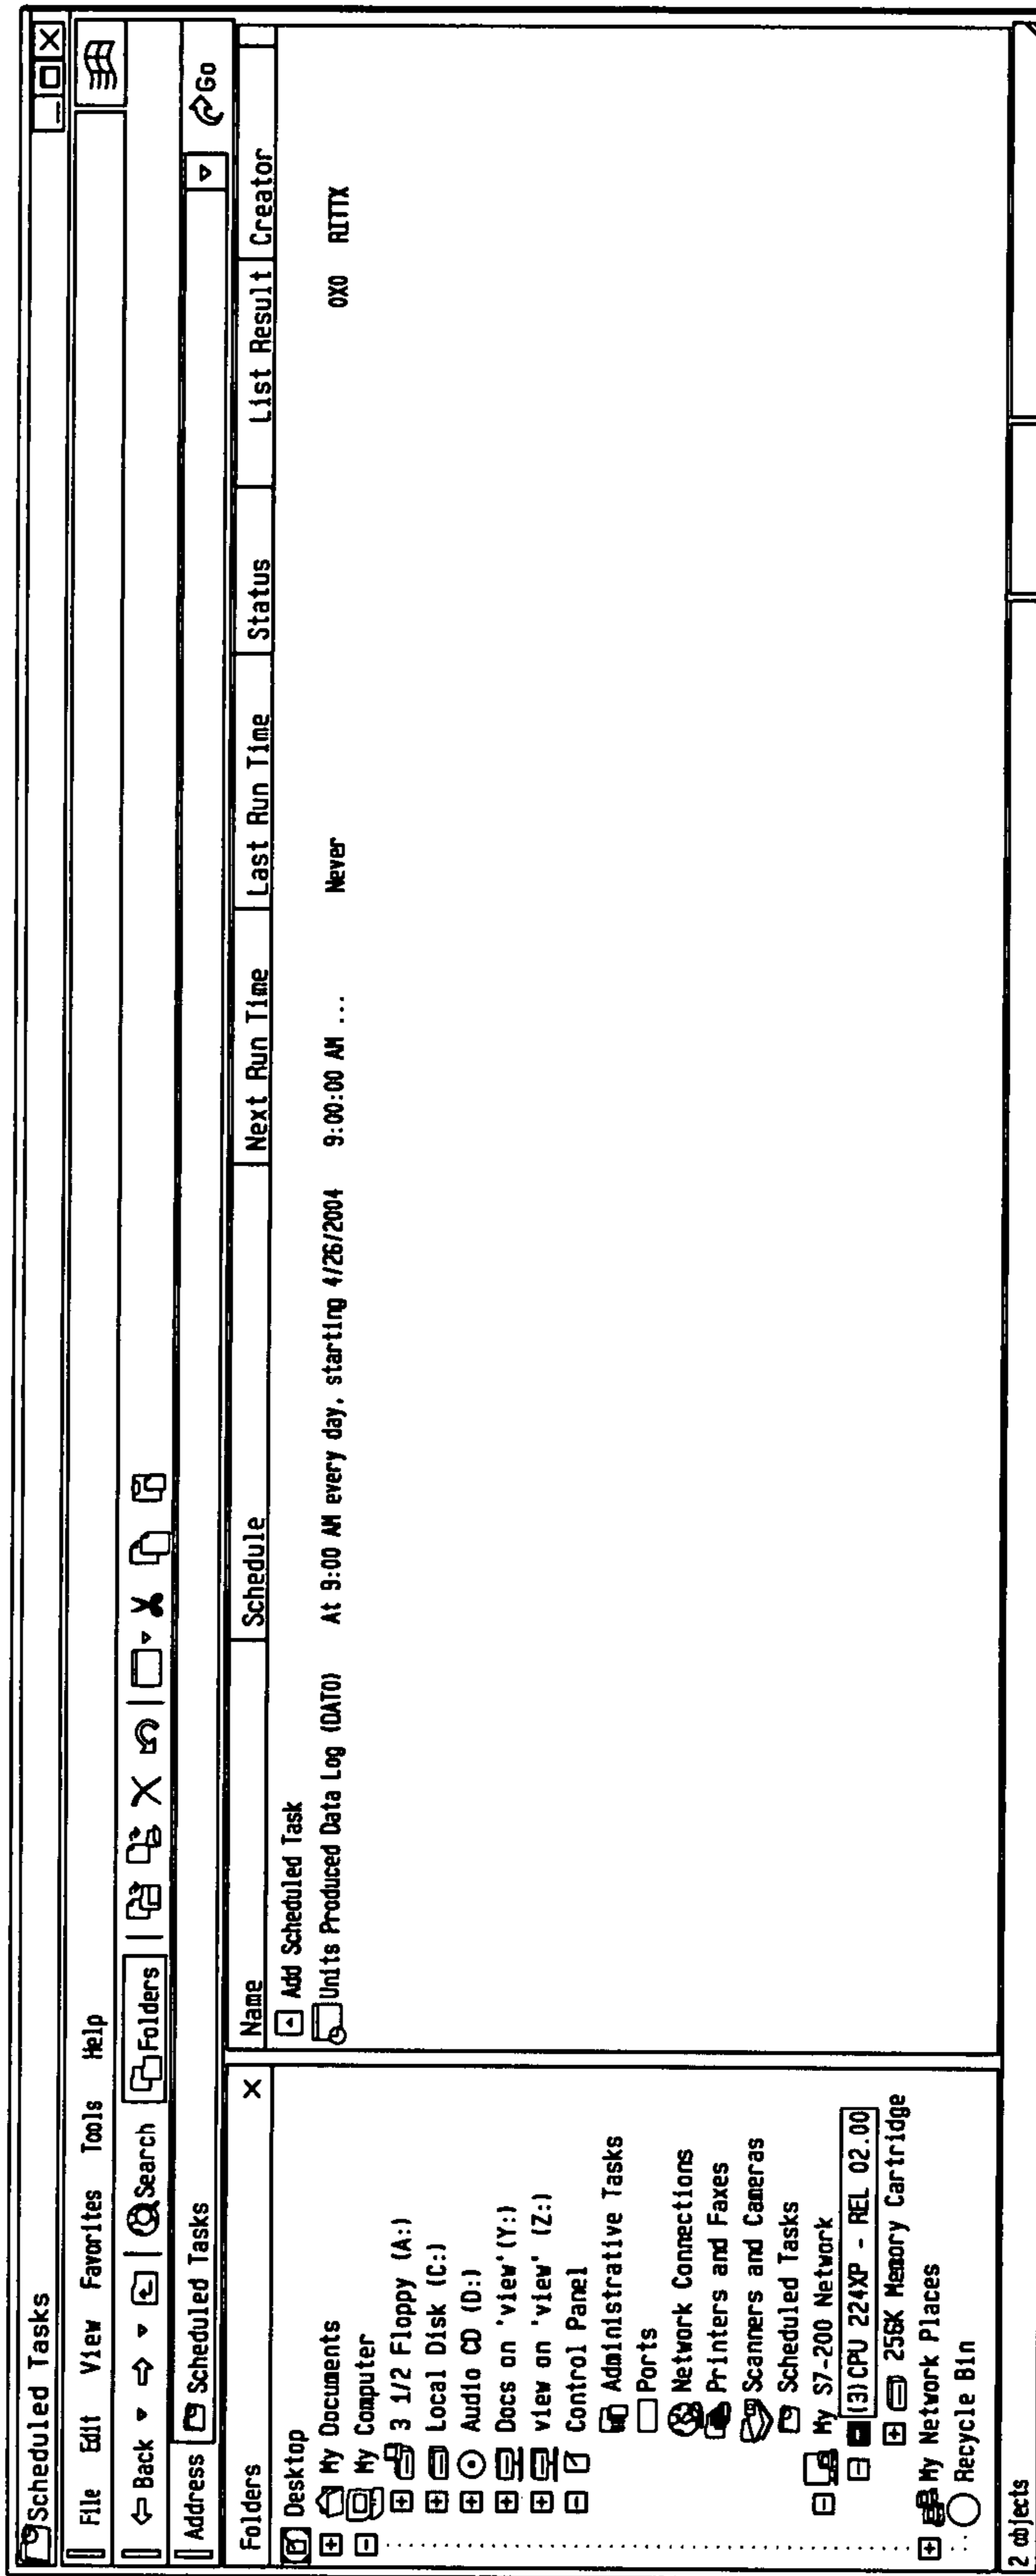 Scheduled Tasks
File Edit View Favorites Tools Help
Back Search Folders
Address Scheduled Tasks Go
Folders X
Name Schedule Next Run Time Last Run Time Status List Result Creator
Desktop
My Documents
My Computer
3 1/2 Floppy (A:)
Local Disk (C:)
Audio CD (D:)
Docs on 'view'(Y:)
view on 'view' (Z:)
Control Panel
Administrative Tasks
Ports
Network Connections
Printers and Faxes
Scanners and Cameras
Scheduled Tasks
My S7-200 Network
(3)CPU 224XP - REL 02.00
256K Memory Cartridge
My Network Places
Recycle Bin
Add Scheduled Task
Units Produced Data Log (DAT0) At 9:00 AM every day, starting 4/26/2004 9:00:00 AM ... Never 0X0 RITTX
2 objects